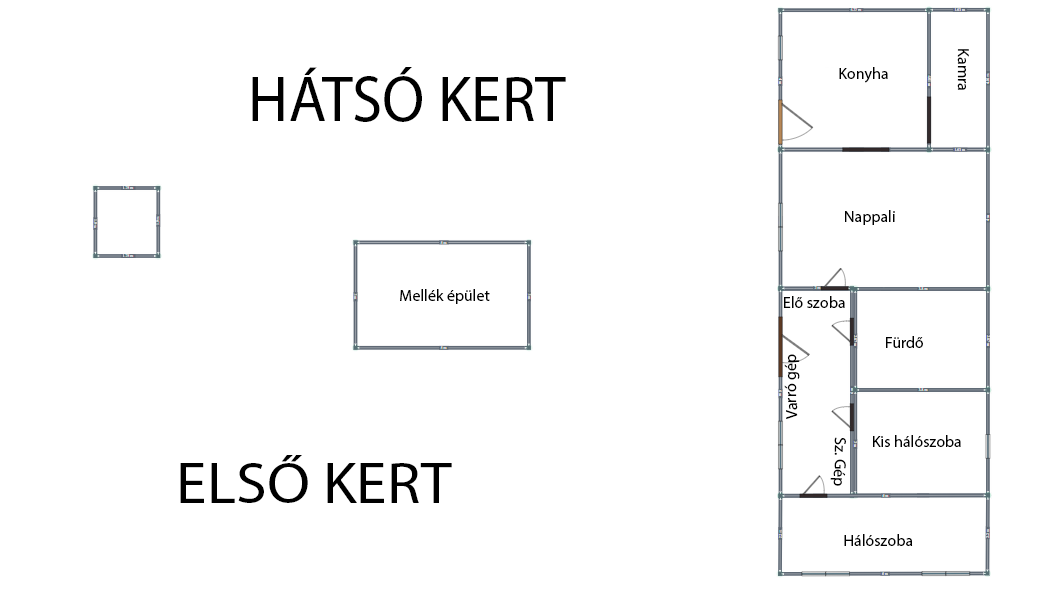 HÁTSÓ KERT
Konyha
Kamra
Nappali
Mellék épület
Elő szoba
Fürdő
Varró gép
Kis hálószoba
Sz. Gép
ELSŐ KERT
Hálószoba